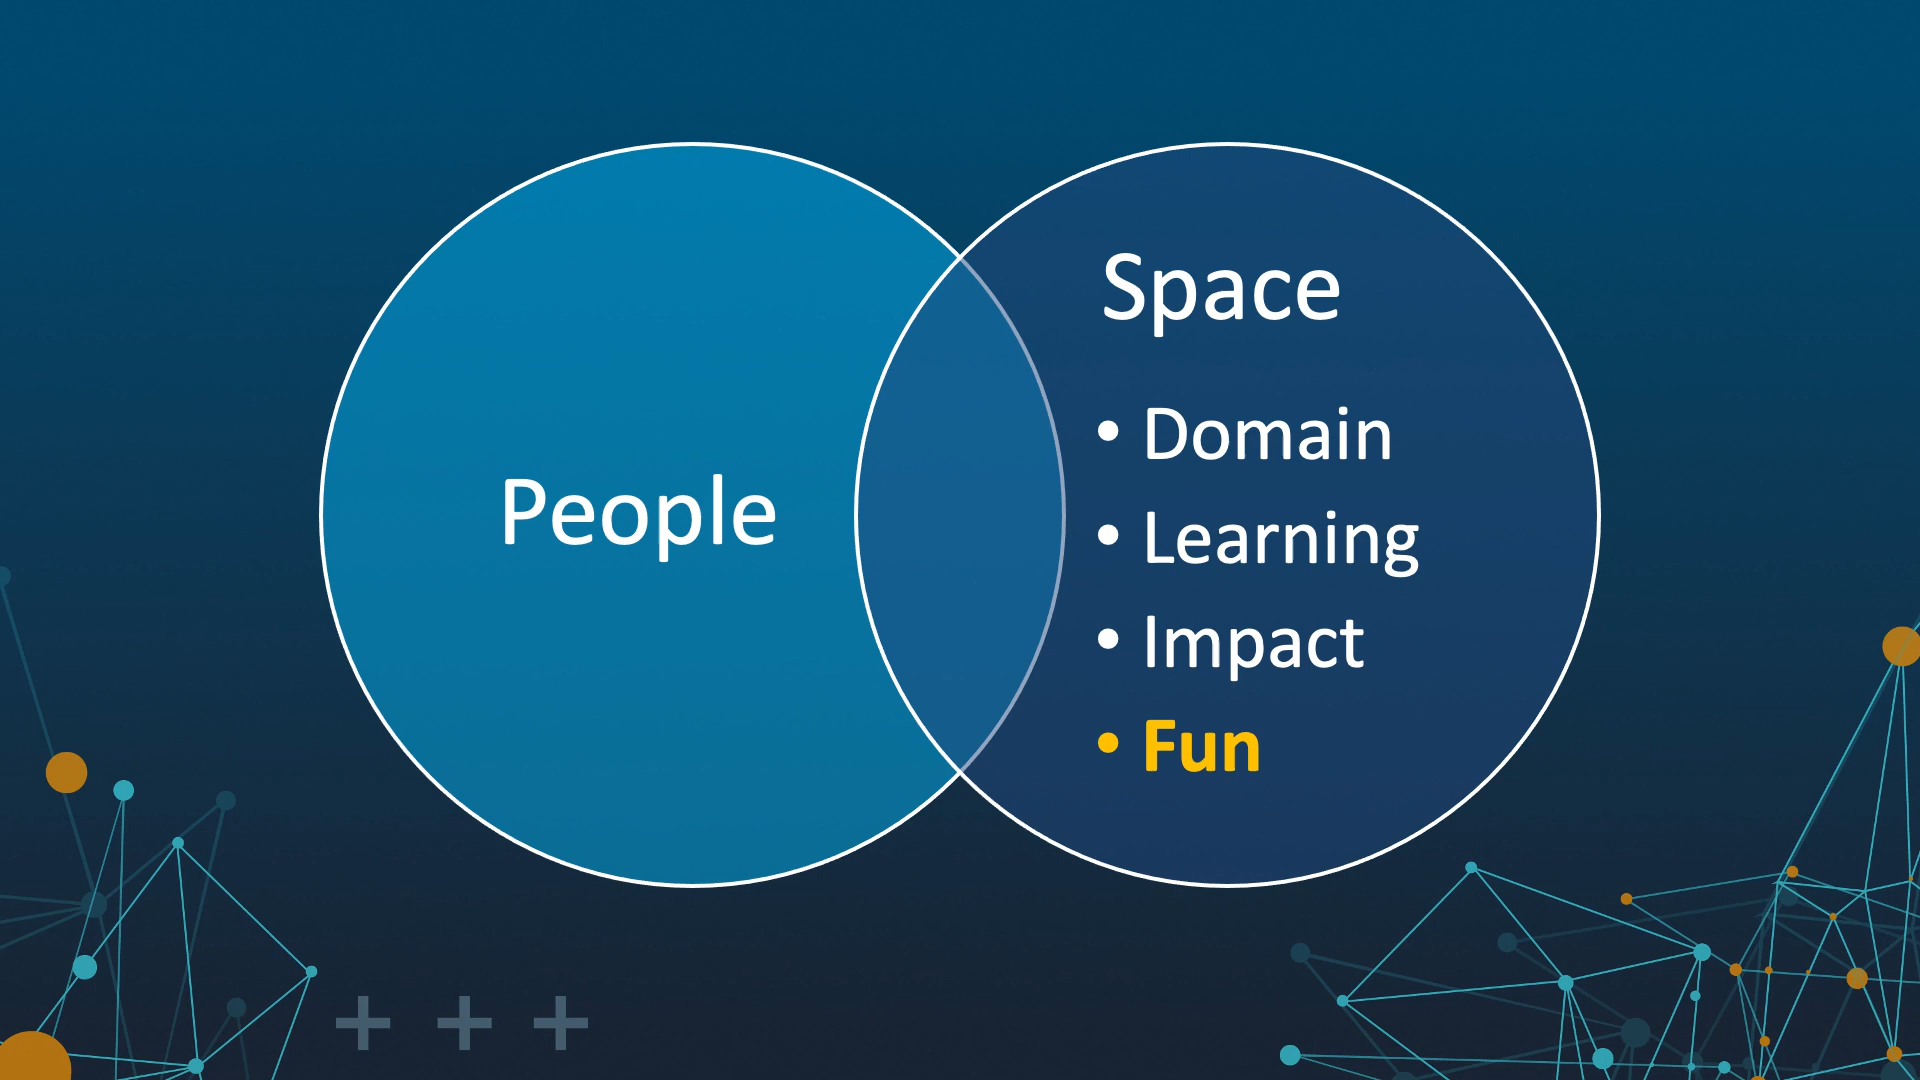 People
Space
• Domain
• Learning
• Impact
• Fun